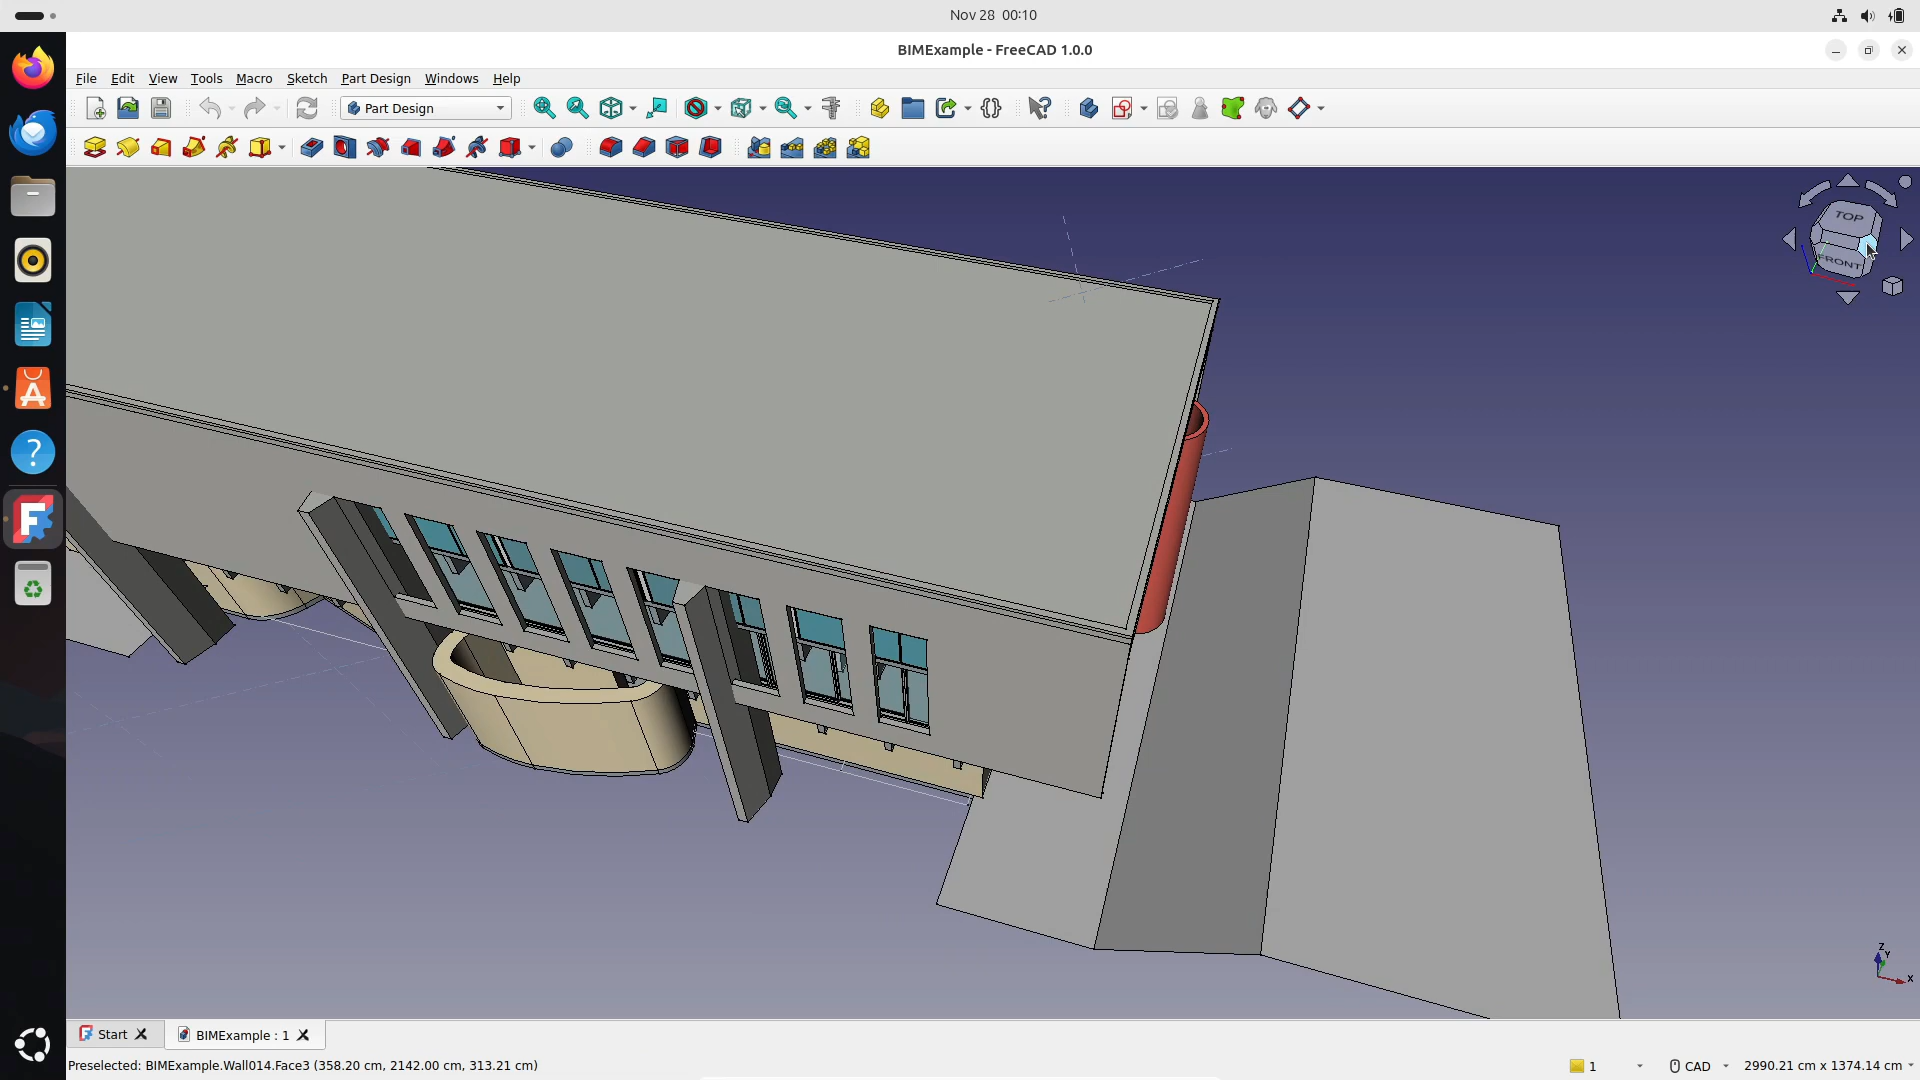 Nov 28 00:10
BIMExample - FreeCAD 1.0.0
File Edit View Tools Macro Sketch Part Design Windows Help
Part Design
TOP
FRONT
Z
Y
X
Start
BIMExample : 1
Preselected: BIMExample.Wall014.Face3 (358.20 cm, 2142.00 cm, 313.21 cm)
1
CAD
2990.21 cm x 1374.14 cm